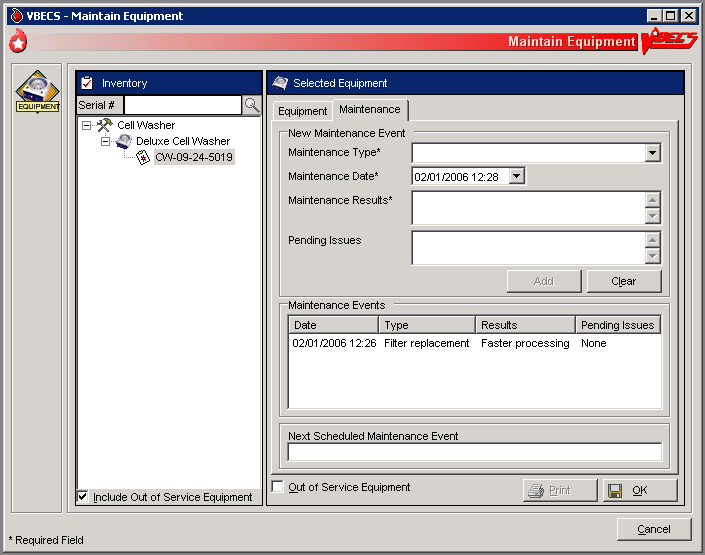 VBECS - Maintain Equipment
Maintain Equipment VBECS
EQUIPMENT
Inventory
Serial #
Cell Washer
Deluxe Cell Washer
CW-09-24-5019
Include Out of Service Equipment
Selected Equipment
Equipment Maintenance
New Maintenance Event
Maintenance Type*
Maintenance Date* 02/01/2006 12:28
Maintenance Results*
Pending Issues
Add Clear
Maintenance Events
Date Type Results Pending Issues
02/01/2006 12:26 Filter replacement Faster processing None
Next Scheduled Maintenance Event
Out of Service Equipment
Print OK
* Required Field
Cancel